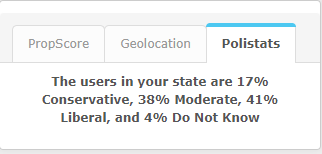 PropScore Geolocation Polistats
The users in your state are 17%
Conservative, 38% Moderate, 41%
Liberal, and 4% Do Not Know